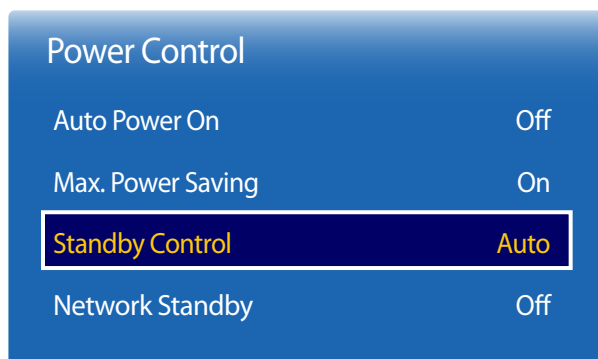 Power Control
Auto Power On Off
Max. Power Saving On
Standby Control Auto
Network Standby Off